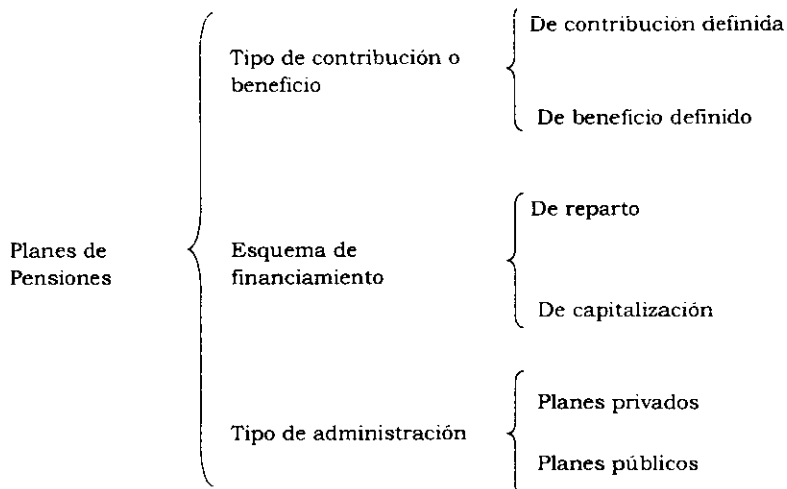 Planes de
Pensiones
Tipo de contribución o
beneficio
De contribución definida
De beneficio definido
Esquema de
financiamiento
De reparto
De capitalización
Tipo de administración
Planes privados
Planes públicos